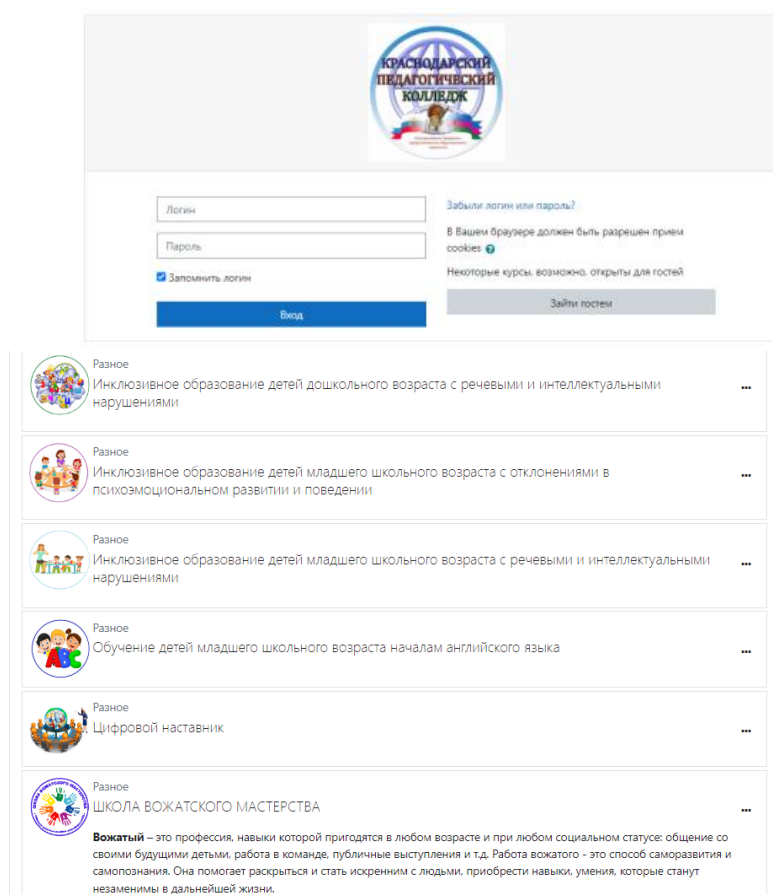 КРАСНОДАРСКИЙ
ПЕДАГОГИЧЕСКИЙ
КОЛЛЕДЖ
Логин
Пароль
Запомнить логин
Вход
Забыли логин или пароль?
В Вашем браузере должен быть разрешен прием
cookies
Некоторые курсы, возможно, открыты для гостей
Зайти гостем
Разное
Инклюзивное образование детей дошкольного возраста с речевыми и интеллектуальными
нарушениями
Разное
Инклюзивное образование детей младшего школьного возраста с отклонениями в
психоэмоциональном развитии и поведении
Разное
Инклюзивное образование детей младшего школьного возраста с речевыми и интеллектуальными
нарушениями
ABC
Разное
Обучение детей младшего школьного возраста началам английского языка
Разное
Цифровой наставник
Разное
ШКОЛА ВОЖАТСКОГО МАСТЕРСТВА
Вожатый – это профессия, навыки которой пригодятся в любом возрасте и при любом социальном статусе: общение со
своими будущими детьми, работа в команде, публичные выступления и т.д. Работа вожатого - это способ саморазвития и
самопознания. Она помогает раскрыться и стать искренним с людьми, приобрести навыки, умения, которые станут
незаменимы в дальнейшей жизни.